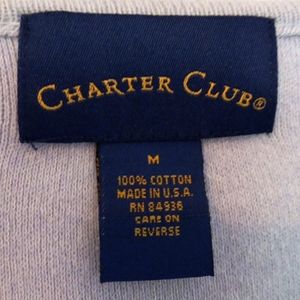 CHARTER CLUB®
M
100% COTTON
MADE IN U.S.A.
RN 84936
CARE ON
REVERSE